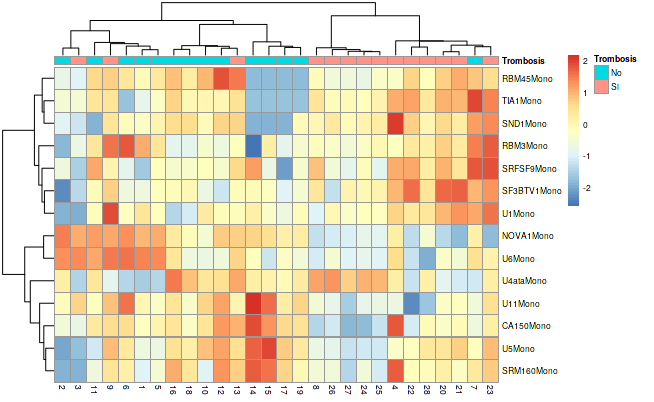 Trombosis
RBM45Mono
TIA1Mono
SND1Mono
RBM3Mono
SRFSF9Mono
SF3BTV1Mono
U1Mono
NOVA1Mono
U6Mono
U4ataMono
U11Mono
CA150Mono
U5Mono
SRM160Mono
2 3 11 9 6 1 5 16 18 10 12 13 14 15 17 19 8 26 27 24 25 4 22 28 20 21 7 23
2
1
0
-1
-2
Trombosis
No
SI